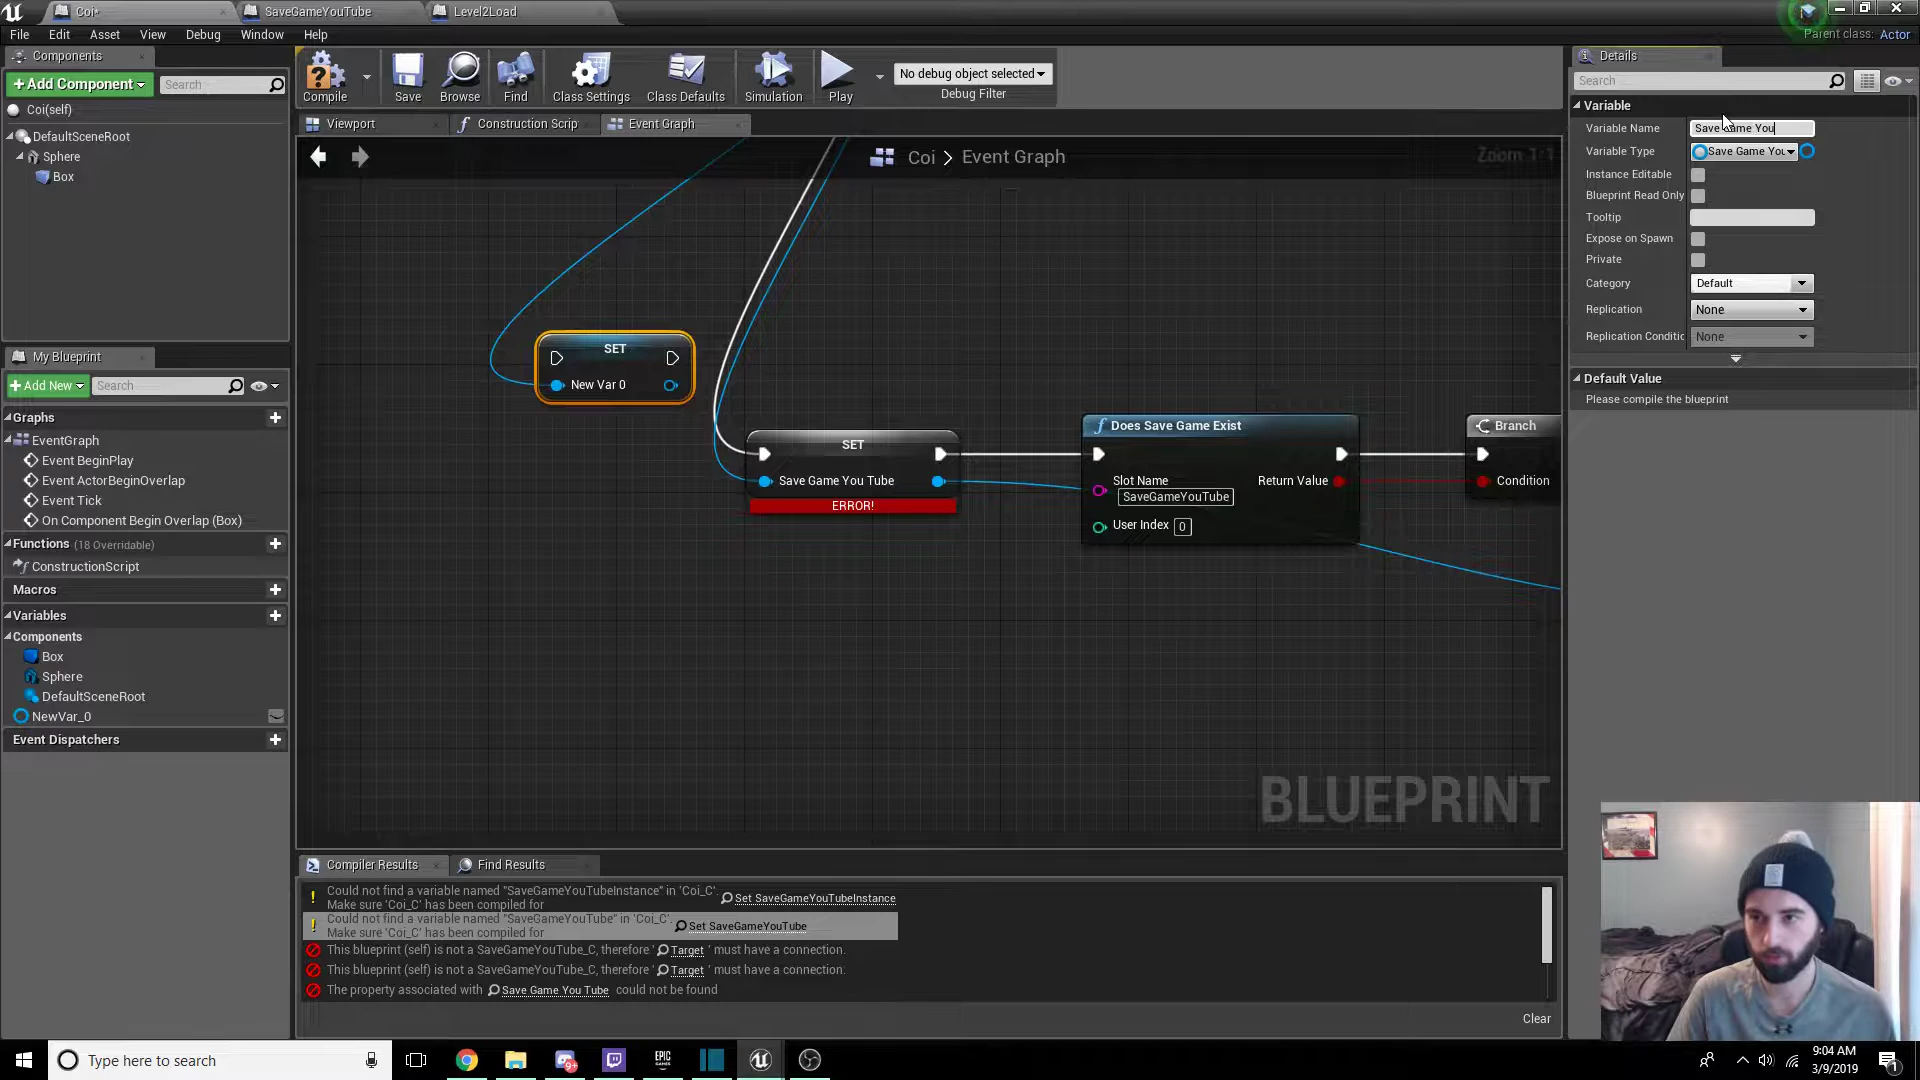 Coi*
SaveGameYouTube
Level2Load
File Edit Asset View Debug Window Help
Parent class: Actor
Components
+Add Component Search
Coi(self)
DefaultSceneRoot
Sphere
Box
Compile
Save
Browse
Find
Class Settings
Class Defaults
Simulation
Play
No debug object selected
Debug Filter
Viewport
Construction Scrip
Event Graph
Coi > Event Graph
Zoom 1:1
My Blueprint
+Add New Search
Graphs
EventGraph
Event BeginPlay
Event ActorBeginOverlap
Event Tick
On Component Begin Overlap (Box)
Functions (18 Overridable)
ConstructionScript
Macros
Variables
Components
Box
Sphere
DefaultSceneRoot
NewVar_0
Event Dispatchers
SET
New Var 0
SET
Save Game You Tube
ERROR!
Does Save Game Exist
Slot Name
SaveGameYouTube
Return Value
User Index 0
Branch
Condition
BLUEPRINT
Compiler Results
Find Results
Could not find a variable named "SaveGameYouTubeInstance" in 'Coi_C'.
Make sure 'Coi_C' has been compiled for Set SaveGameYouTubeInstance
Could not find a variable named "SaveGameYouTube" in 'Coi_C'.
Make sure 'Coi_C' has been compiled for Set SaveGameYouTube
This blueprint (self) is not a SaveGameYouTube_C, therefore ' Target ' must have a connection.
This blueprint (self) is not a SaveGameYouTube_C, therefore ' Target ' must have a connection.
The property associated with Save Game You Tube could not be found
Clear
Details
Search
Variable
Variable Name Save Game You
Variable Type Save Game You
Instance Editable
Blueprint Read Only
Tooltip
Expose on Spawn
Private
Category Default
Replication None
Replication Conditic None
Default Value
Please compile the blueprint
Type here to search
EPIC
GAMES
9:04 AM
3/9/2019
1